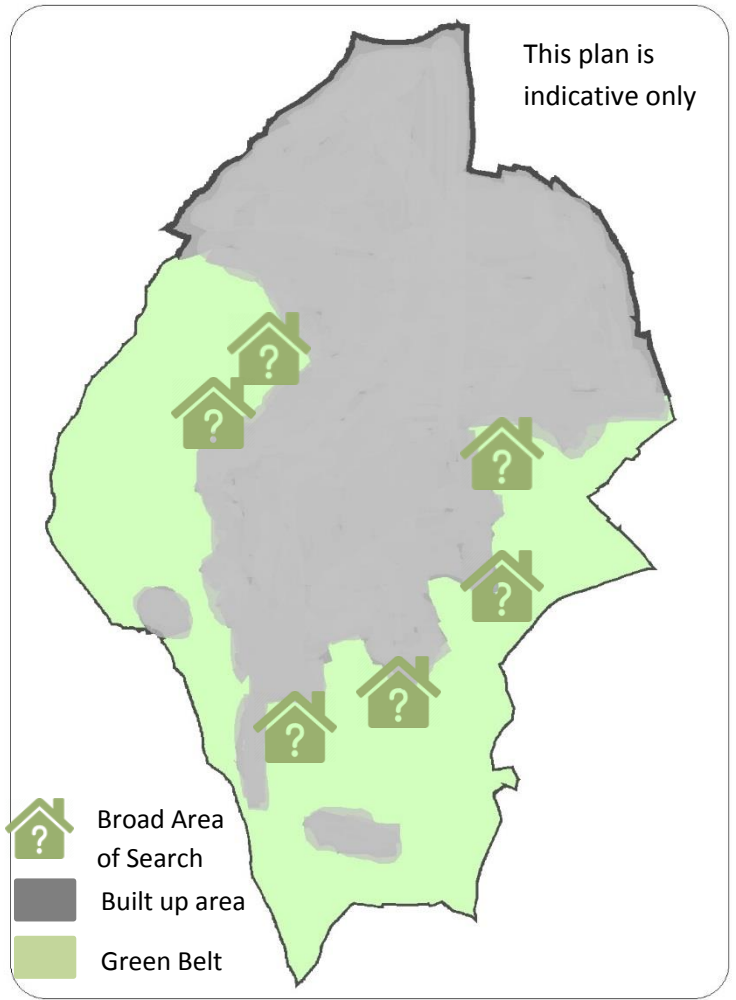 This plan is
indicative only
?
?
?
?
?
?
? Broad Area
of Search
Built up area
Green Belt